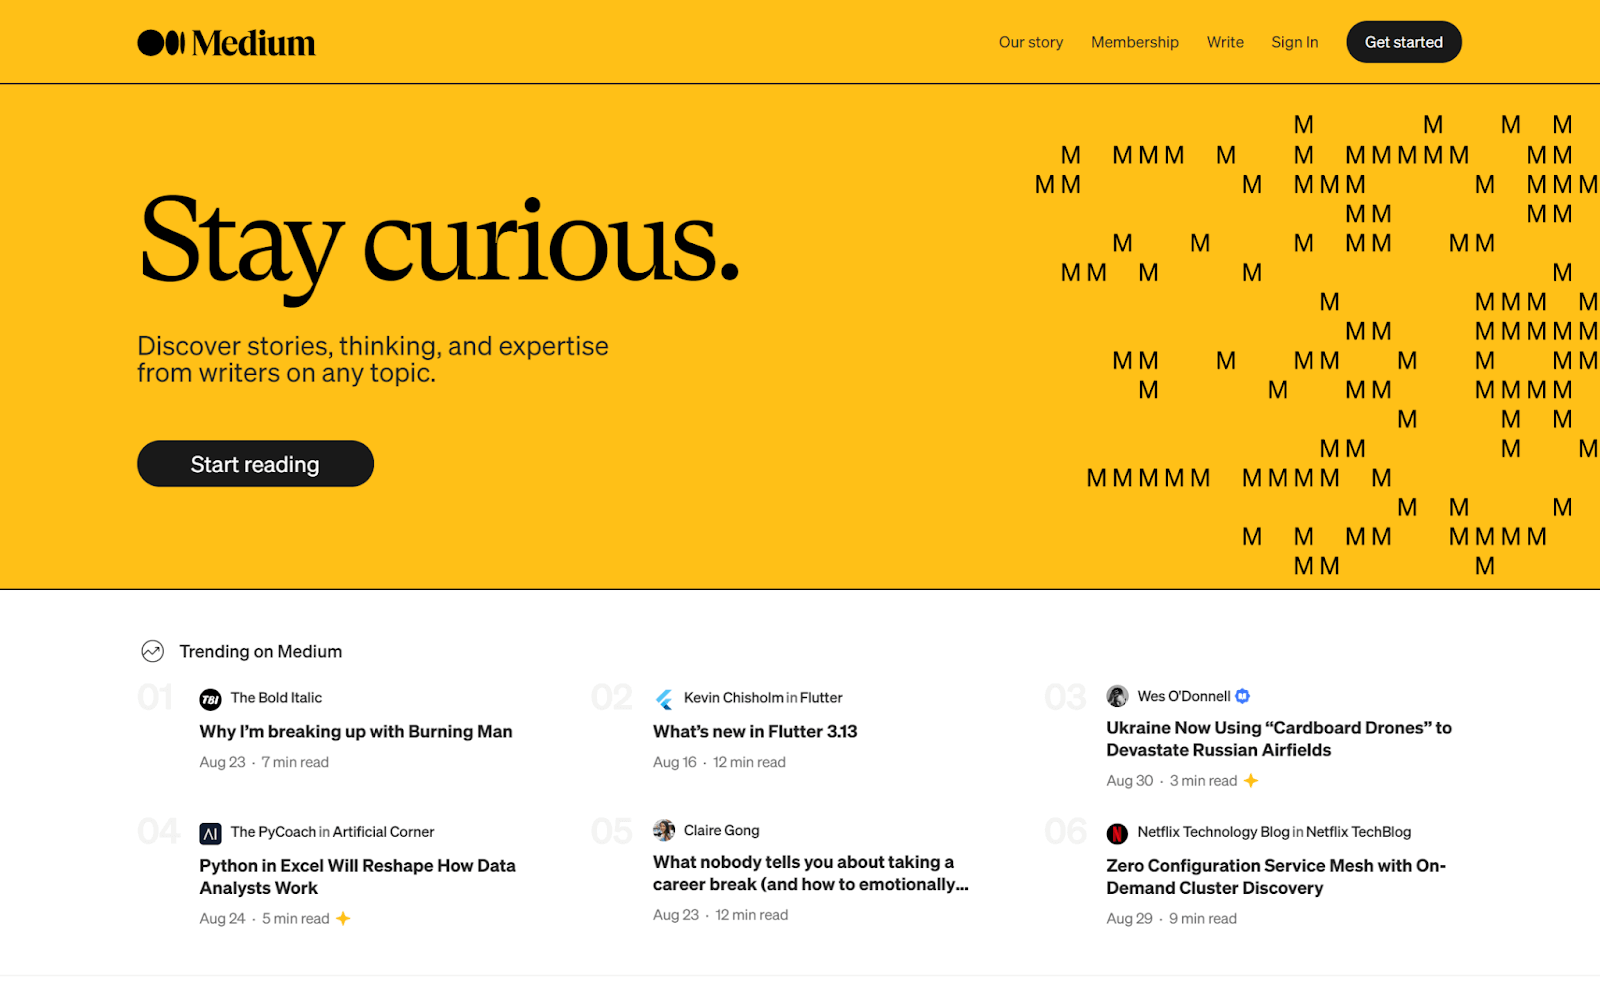 Medium
Our story
Membership
Write
Sign In
Get started
M M M M
M MMM M M MMMMM MM
MM M MMM M MMM
MM MM
M M M MM MM
MM M M M
M MMM M
MM MMMMM
MM M MM M M MM
M M MM MMMM
M M M
MM M M
MMMMM MMMM M
M M M
M M MM MMMM
MM M
Stay curious.
Discover stories, thinking, and expertise
from writers on any topic.
Start reading
Trending on Medium
01
TBI
The Bold Italic
Why I’m breaking up with Burning Man
Aug 23 · 7 min read
02
Kevin Chisholm in Flutter
What’s new in Flutter 3.13
Aug 16 · 12 min read
03
Wes O'Donnell
Ukraine Now Using “Cardboard Drones” to
Devastate Russian Airfields
Aug 30 · 3 min read
04
AI
The PyCoach in Artificial Corner
Python in Excel Will Reshape How Data
Analysts Work
Aug 24 · 5 min read
05
Claire Gong
What nobody tells you about taking a
career break (and how to emotionally...
Aug 23 · 12 min read
06
N
Netflix Technology Blog in Netflix TechBlog
Zero Configuration Service Mesh with On-
Demand Cluster Discovery
Aug 29 · 9 min read